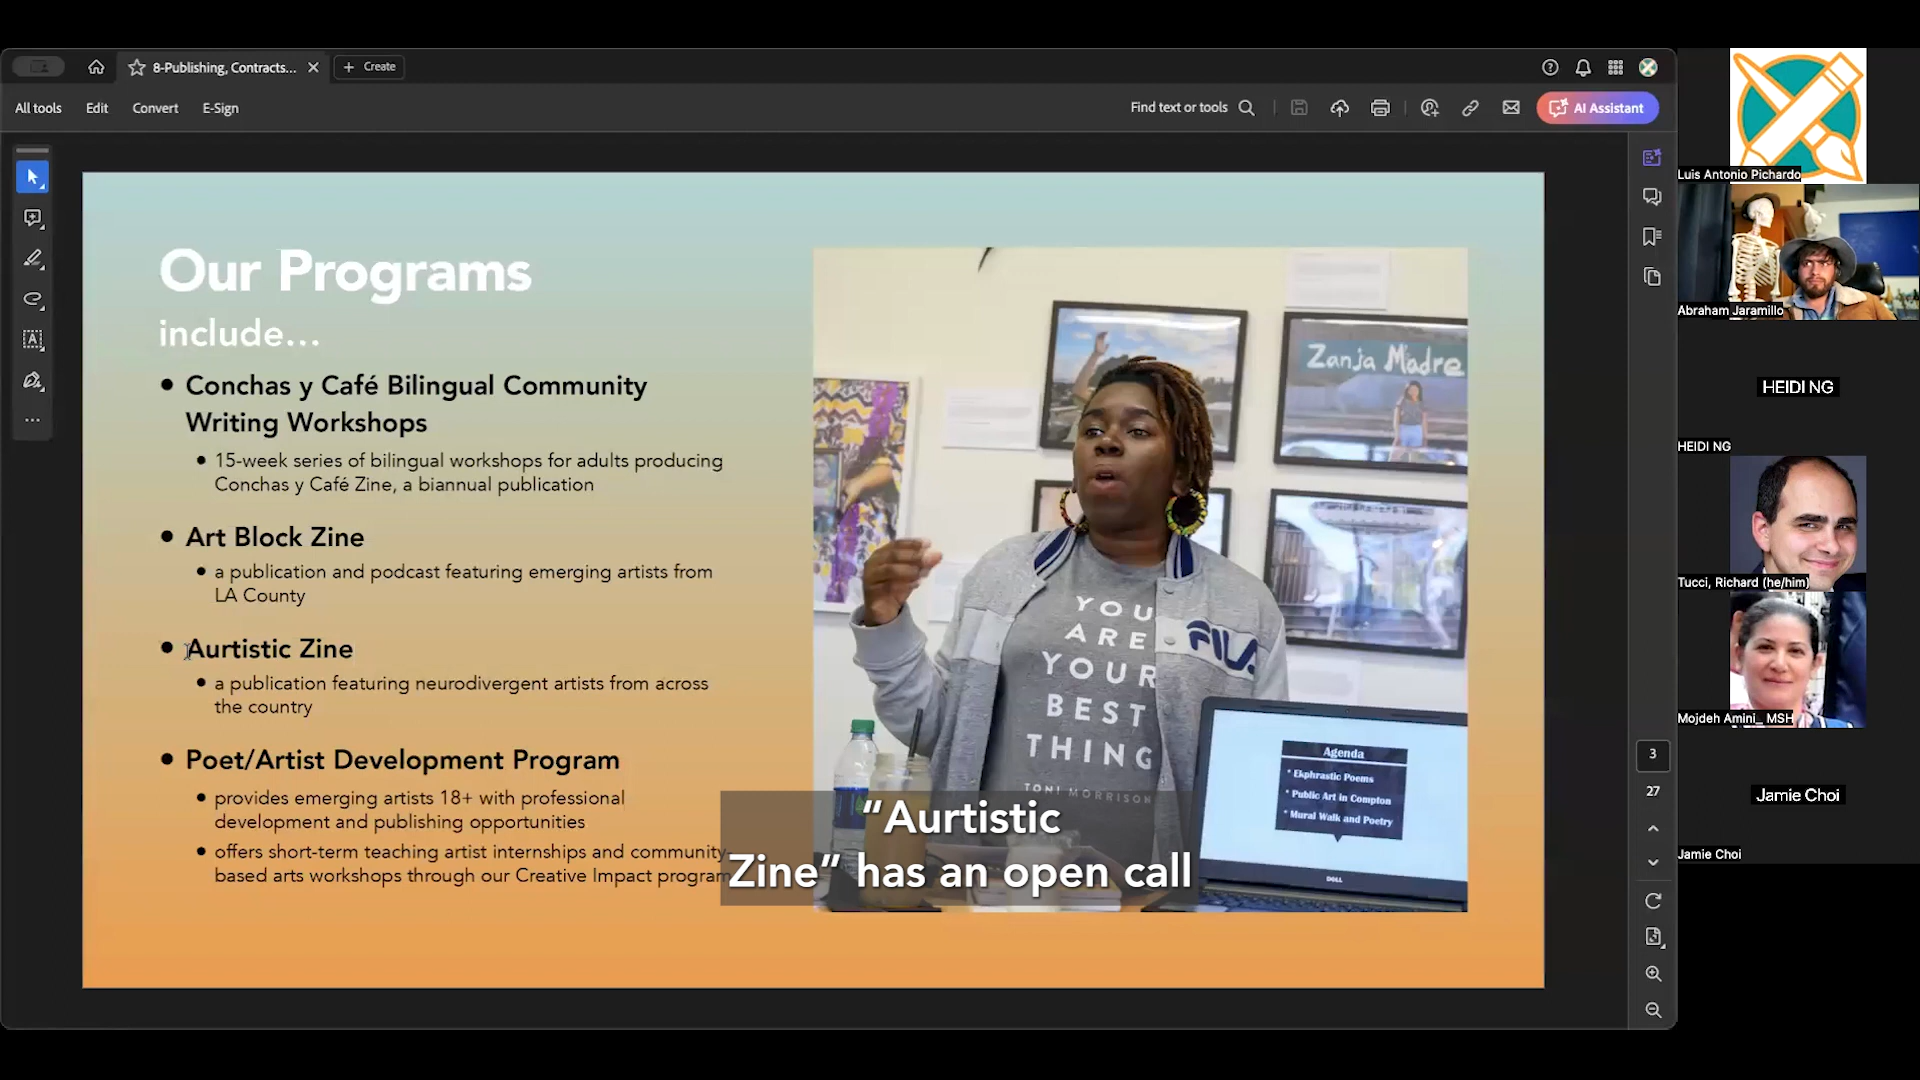 8-Publishing, Contracts...
Create
All tools
Edit
Convert
E-Sign
Find text or tools
AI Assistant
Our Programs
include...
• Conchas y Café Bilingual Community
Writing Workshops
• 15-week series of bilingual workshops for adults producing
Conchas y Café Zine, a biannual publication
• Art Block Zine
• a publication and podcast featuring emerging artists from
LA County
• Aurtistic Zine
• a publication featuring neurodivergent artists from across
the country
• Poet/Artist Development Program
• provides emerging artists 18+ with professional
development and publishing opportunities
• offers short-term teaching artist internships and community-
based arts workshops through our Creative Impact program
Zanja Madre
YOU
ARE
YOUR
BEST
THING
TONI MORRISON
FILA
Agenda
* Ekphrastic Poems
* Public Art in Compton
* Mural Walk and Poetry
DELL
“Aurtistic
Zine” has an open call
3
27
Luis Antonio Pichardo
Abraham Jaramillo
HEIDI NG
HEIDI NG
Tucci, Richard (he/him)
Mojdeh Amini_ MSH
Jamie Choi
Jamie Choi